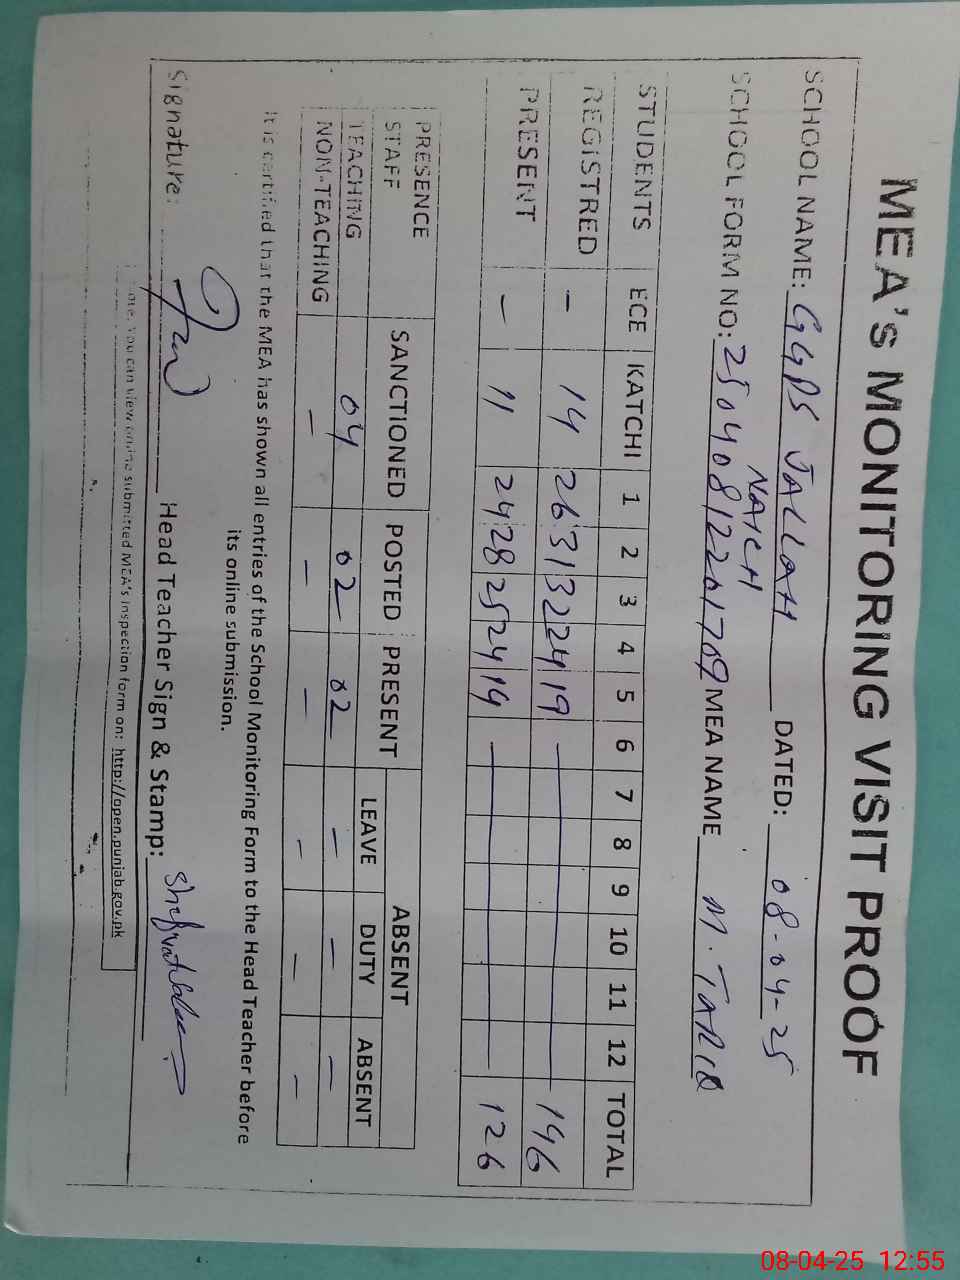 MEA's MONITORING VISIT PROOF
SCHOOL NAME: GGPS JALLAH NAICH DATED: 08-04-25
SCHOOL FORM NO: 25040812201709 MEA NAME M. TARIQ
STUDENTS ECE KATCHI 1 2 3 4 5 6 7 8 9 10 11 12 TOTAL
REGISTRED – 14 26 31 32 24 19 — 146
PRESENT – 11 24 28 25 24 14 — 126
PRESENCE STAFF SANCTIONED POSTED PRESENT ABSENT
LEAVE DUTY ABSENT
TEACHING 04 02 02 – – –
NON-TEACHING – – – – – –
It is certified that the MEA has shown all entries of the School Monitoring Form to the Head Teacher before
its online submission.
Signature: Head Teacher Sign & Stamp:
Note: You can view online submitted MEA's inspection form on: http://open.punjab.gov.pk
08-04-25 12:55